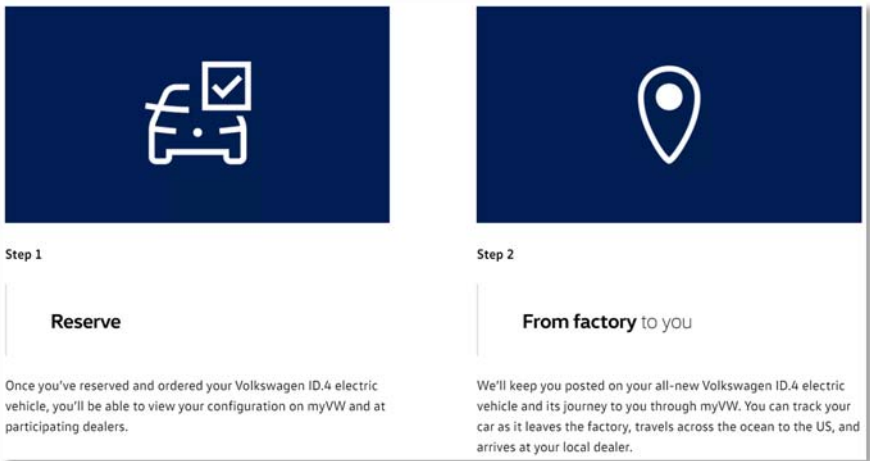 Step 1
Reserve
Once you've reserved and ordered your Volkswagen ID.4 electric
vehicle, you'll be able to view your configuration on myVW and at
participating dealers.
Step 2
From factory to you
We'll keep you posted on your all-new Volkswagen ID.4 electric
vehicle and its journey to you through myVW. You can track your
car as it leaves the factory, travels across the ocean to the US, and
arrives at your local dealer.